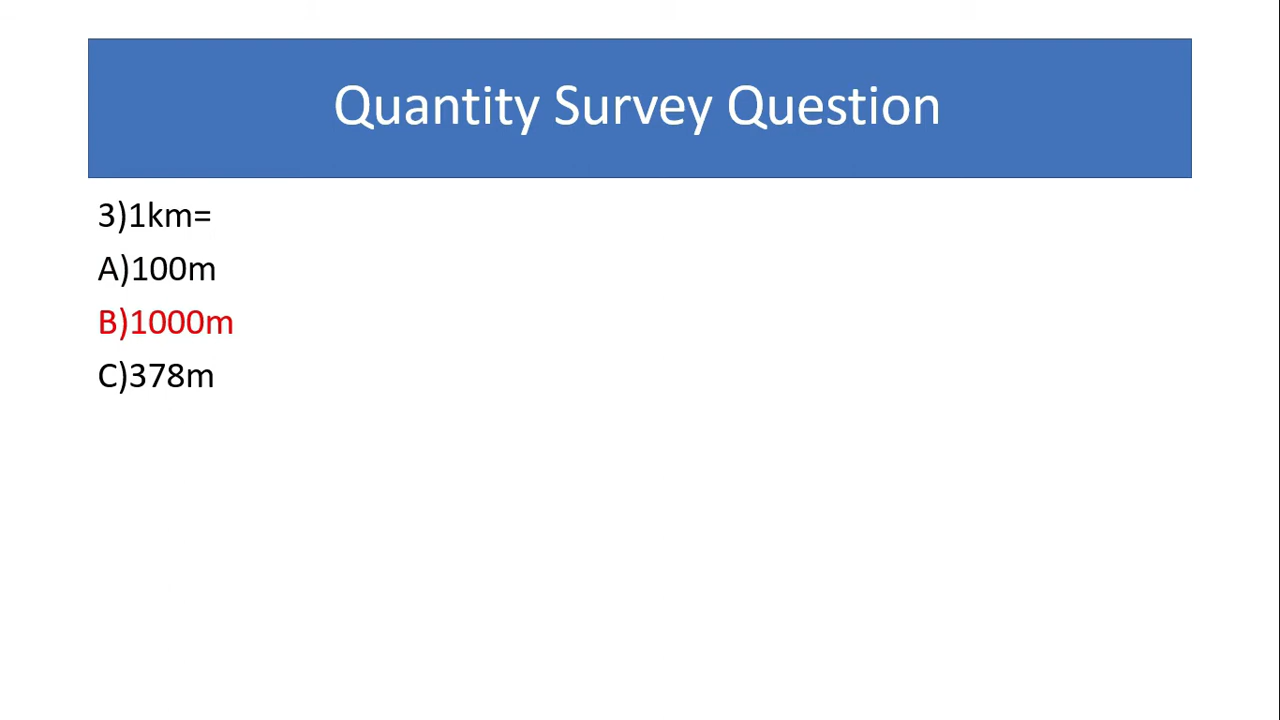 Quantity Survey Question
3)1km=
A)100m
B)1000m
C)378m